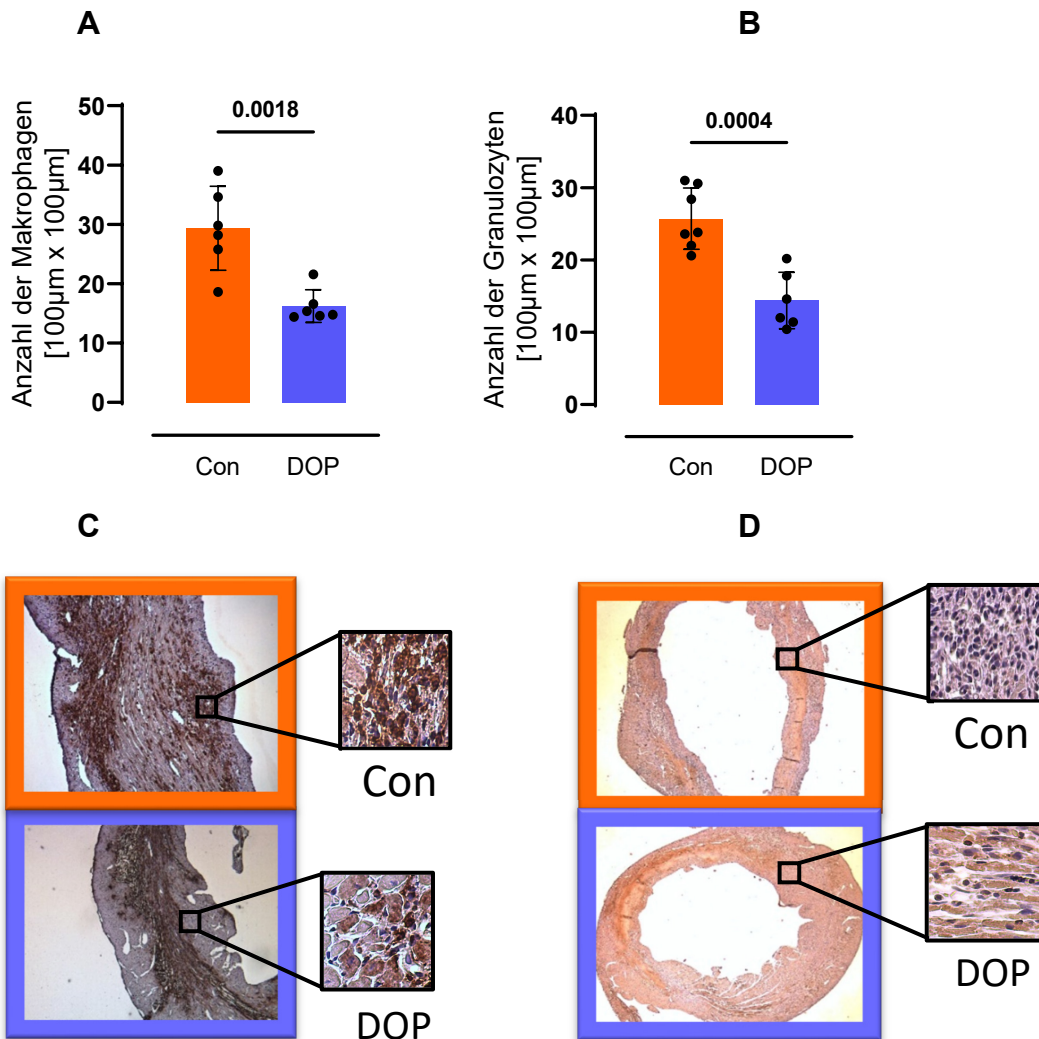 A
B
Anzahl der Makrophagen
[100µm x 100µm]
50
40
30
20
10
0
0.0018
Con DOP
Anzahl der Granulozyten
[100µm x 100µm]
40
30
20
10
0
0.0004
Con DOP
C
D
Con
DOP
Con
DOP